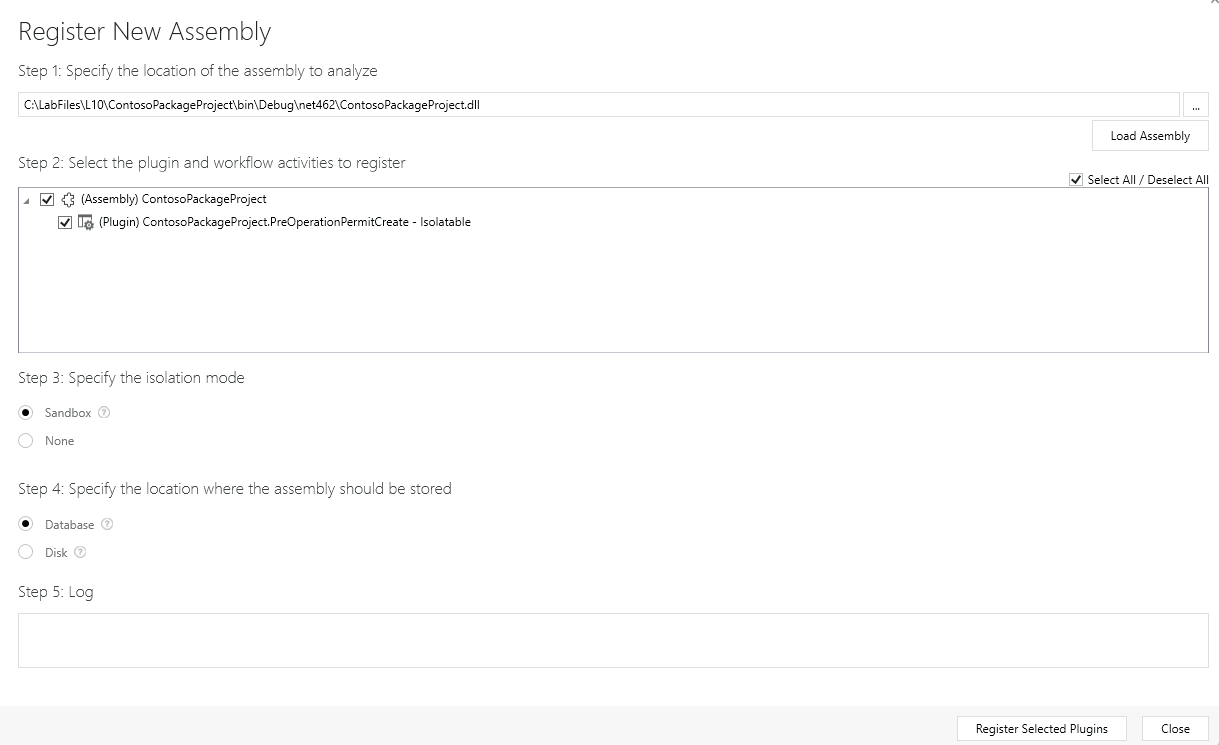 Register New Assembly
Step 1: Specify the location of the assembly to analyze
C:\LabFiles\L10\ContosoPackageProject\bin\Debug\net462\ContosoPackageProject.dll
...
Load Assembly
Step 2: Select the plugin and workflow activities to register
Select All / Deselect All
(Assembly) ContosoPackageProject
(Plugin) ContosoPackageProject.PreOperationPermitCreate - Isolatable
Step 3: Specify the isolation mode
Sandbox ?
None
Step 4: Specify the location where the assembly should be stored
Database ?
Disk ?
Step 5: Log
Register Selected Plugins
Close